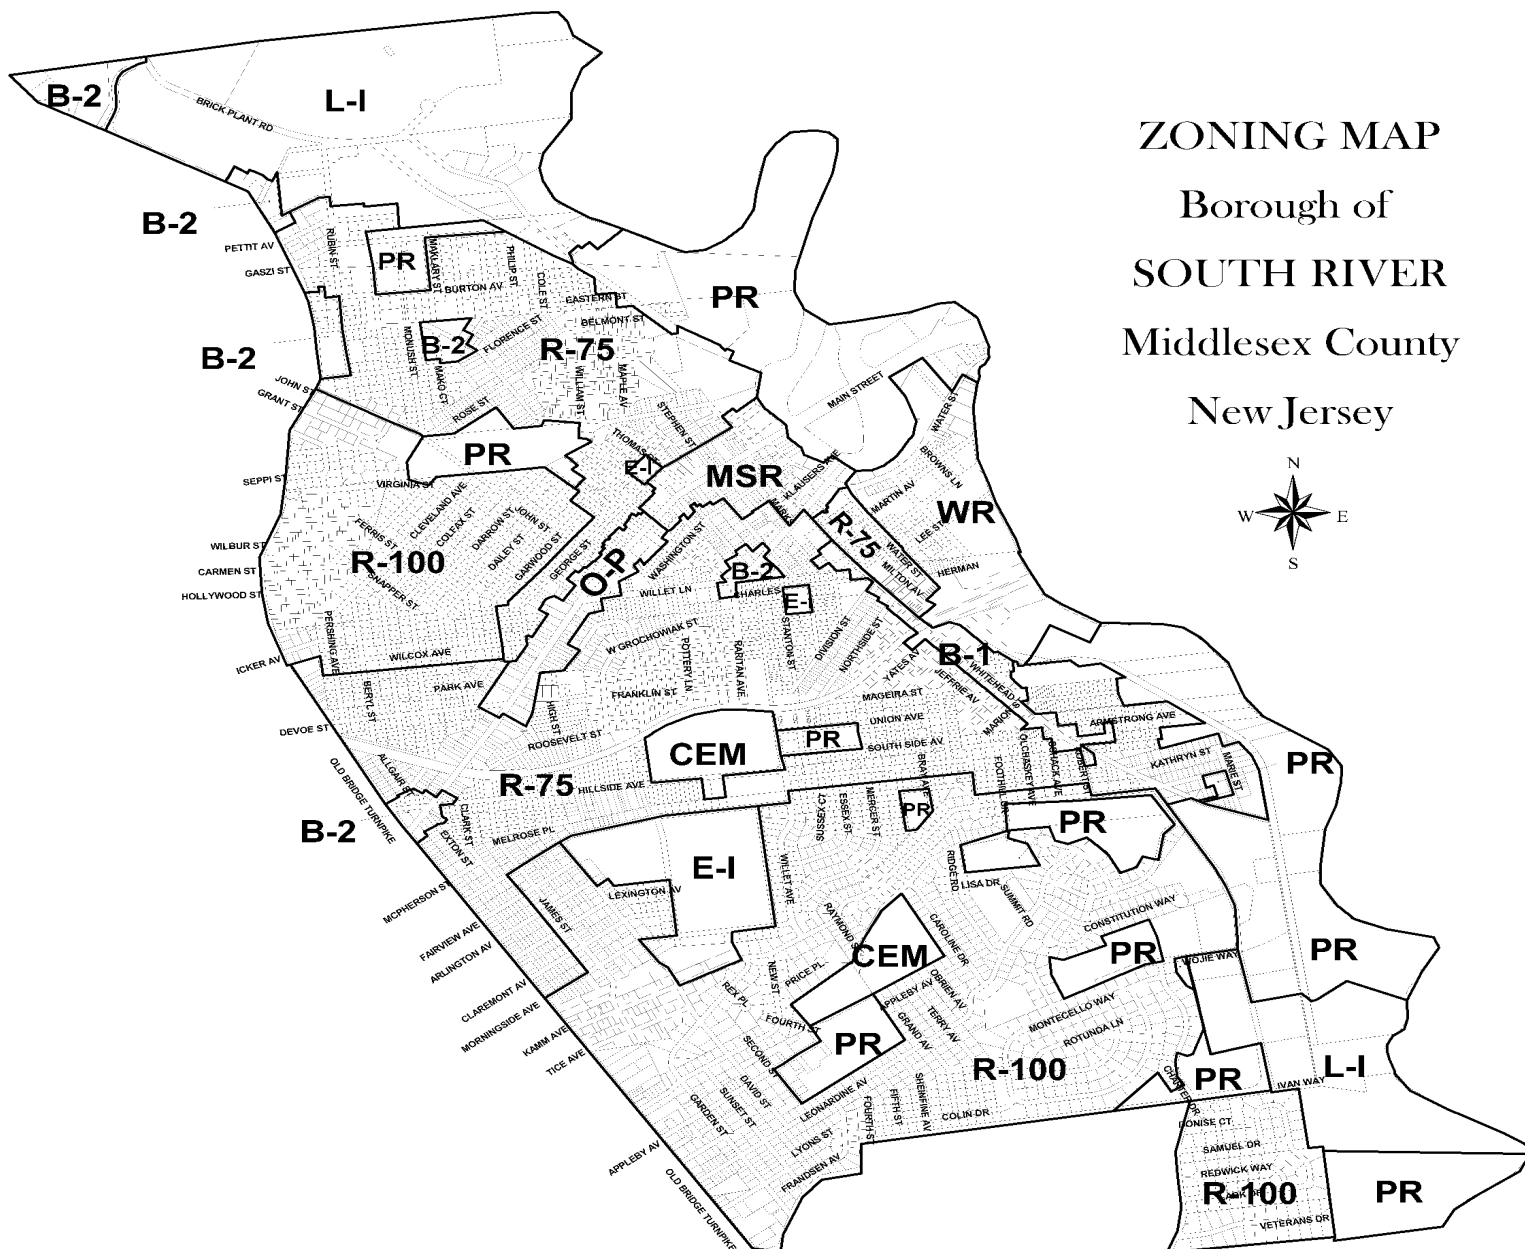 ZONING MAP
Borough of
SOUTH RIVER
Middlesex County
New Jersey
N
W
E
S
B-2
L-I
BRICK PLANT RD
B-2
PETTIT AV
GASZI ST
RUBIN ST
PR
MAKLARY ST
PHILIP ST
COLE ST
BURTON AV
EASTERN ST
BELMONT ST
PR
B-2
MONUSH ST
B-2
MAKO CT
FLORENCE ST
R-75
WILLIAM ST
MAPLE AV
JOHN ST
GRANT ST
ROSE ST
STEPHEN ST
MAIN STREET
WATER ST
PR
THOMAS ST
E-I
MSR
KLAUSERS AVE
BROWNS LN
SEPPI ST
VIRGINIA ST
CLEVELAND AVE
COLFAX ST
DARROW ST
JOHN ST
FERRIS ST
DAILEY ST
GARWOOD ST
GEORGE ST
MARTIN AV
LEE ST
WR
R-75
WATER ST
MILTON AV
HERMAN
WILBUR ST
CARMEN ST
HOLLYWOOD ST
R-100
SNAPPER ST
O-P
WASHINGTON ST
B-2
CHARLES
E-I
WILLET LN
W GROCHOWIAK ST
STANTON ST
DIVISION ST
NORTHSIDE ST
YATES AV
B-1
JEFFRIE AV
WHITEHEAD
PERSHING AVE
ICKER AV
WILCOX AVE
POTTERY LN
RARITAN AVE
BERYL ST
PARK AVE
FRANKLIN ST
MAGEIRA ST
UNION AVE
MARION
ARMSTRONG AVE
DEVOE ST
HIGH ST
ROOSEVELT ST
CEM
PR
SOUTH SIDE AV
KATHRYN ST
MARIE ST
PR
OLD BRIDGE TURNPIKE
ALLGAIR ST
R-75
HILLSIDE AVE
BRAY AVE
OLCHASKEY AVE
ROBERT ST
B-2
CLARK ST
EXTON ST
MELROSE PL
SUSSEX CT
ESSEX ST
MERCER ST
PR
PR
E-I
WILLET AVE
RIDGE RD
LISA DR
SUMMIT RD
MCPHERSON ST
LEXINGTON AV
JAMES ST
CONSTITUTION WAY
FAIRVIEW AVE
ARLINGTON AV
RAYMOND
CEM
CAROLINE DR
PR
WOJIE WAY
PR
CLAREMONT AV
MORNINGSIDE AVE
KAMM AVE
TICE AVE
REX PL
NEW ST
PRICE PL
APPLEBY AV
OBRIEN AV
TERRY AV
GRAND AV
FOURTH ST
PR
MONTECELLO WAY
ROTUNDA LN
SECOND ST
DAVID ST
SUNSET ST
GARDEN ST
LEONARDINE AV
FOURTH ST
FIFTH ST
SHEINFINE AV
COLIN DR
R-100
CHARTER DR
PR
IVAN WAY
L-I
APPLEBY AV
LYONS ST
FRANDSEN AV
OLD BRIDGE TURNPIKE
DONISE CT
SAMUEL DR
REDWICK WAY
R-100
VETERANS DR
PR